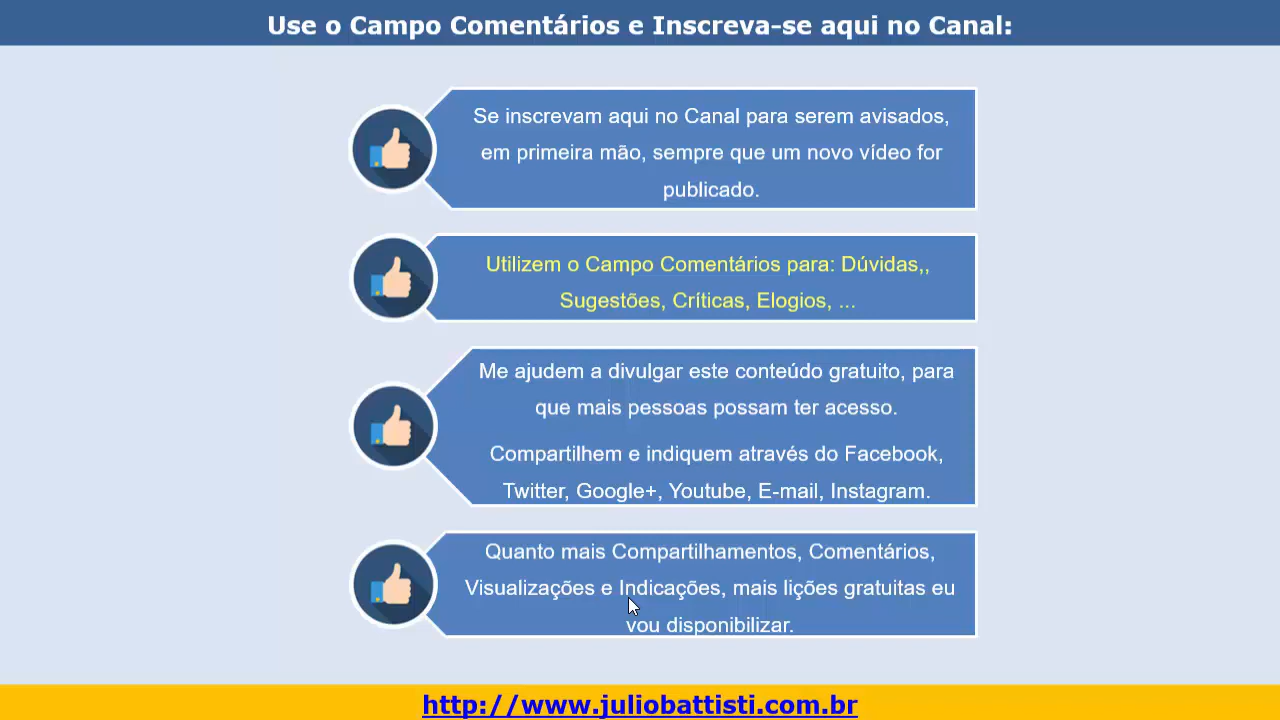 Use o Campo Comentários e Inscreva-se aqui no Canal:
Se inscrevam aqui no Canal para serem avisados,
em primeira mão, sempre que um novo vídeo for
publicado.
Utilizem o Campo Comentários para: Dúvidas,,
Sugestões, Críticas, Elogios, ...
Me ajudem a divulgar este conteúdo gratuito, para
que mais pessoas possam ter acesso.
Compartilhem e indiquem através do Facebook,
Twitter, Google+, Youtube, E-mail, Instagram.
Quanto mais Compartilhamentos, Comentários,
Visualizações e Indicações, mais lições gratuitas eu
vou disponibilizar.
http://www.juliobattisti.com.br